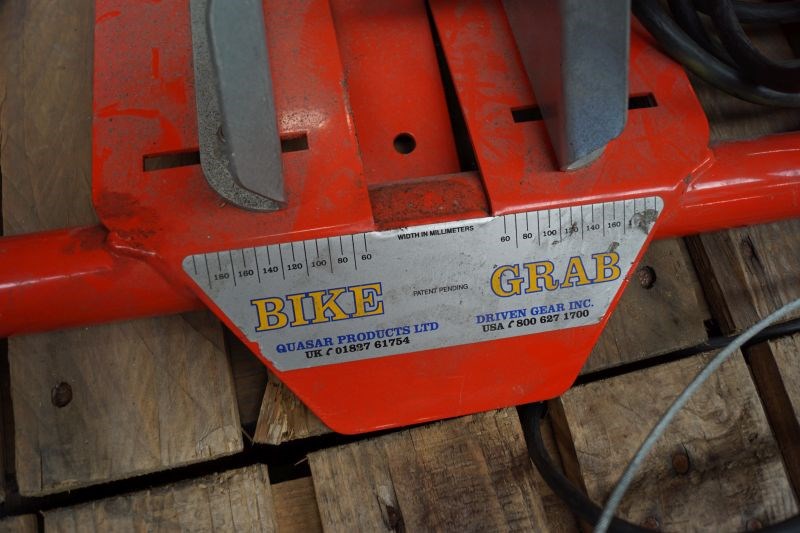 WIDTH IN MILLIMETERS
180 160 140 120 100 80 60
60 80 100 120 140 160
BIKE GRAB
PATENT PENDING
QUASAR PRODUCTS LTD
UK 01827 61754
DRIVEN GEAR INC.
USA 800 627 1700